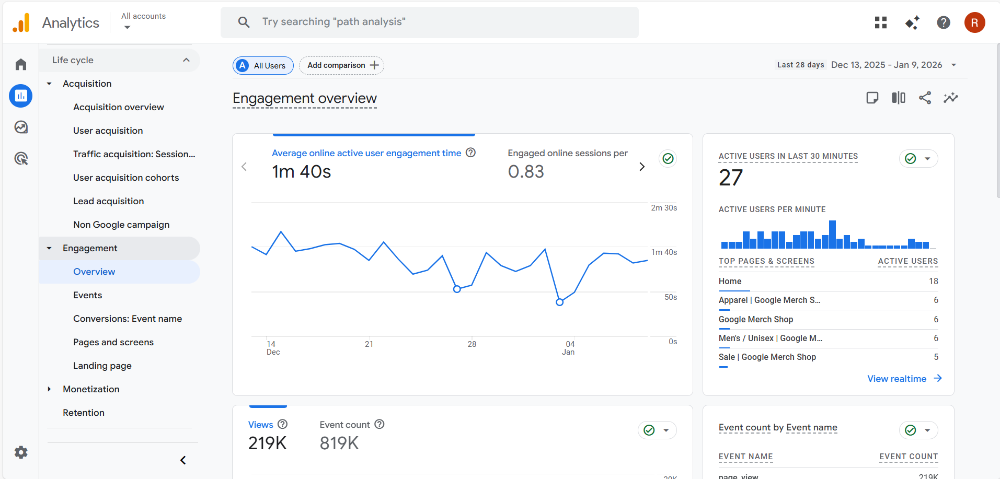 Analytics
All accounts
Try searching "path analysis"
R
Life cycle
Acquisition
Acquisition overview
User acquisition
Traffic acquisition: Session...
User acquisition cohorts
Lead acquisition
Non Google campaign
Engagement
Overview
Events
Conversions: Event name
Pages and screens
Landing page
Monetization
Retention
A All Users
Add comparison
Last 28 days Dec 13, 2025 - Jan 9, 2026
Engagement overview
Average online active user engagement time
1m 40s
Engaged online sessions per
0.83
2m 30s
1m 40s
50s
0s
14 Dec
21
28
04 Jan
ACTIVE USERS IN LAST 30 MINUTES
27
ACTIVE USERS PER MINUTE
TOP PAGES & SCREENS ACTIVE USERS
Home 18
Apparel | Google Merch S... 6
Google Merch Shop 6
Men's / Unisex | Google M... 6
Sale | Google Merch Shop 5
View realtime
Views
219K
Event count
819K
20K
Event count by Event name
EVENT NAME EVENT COUNT
page_view 219K